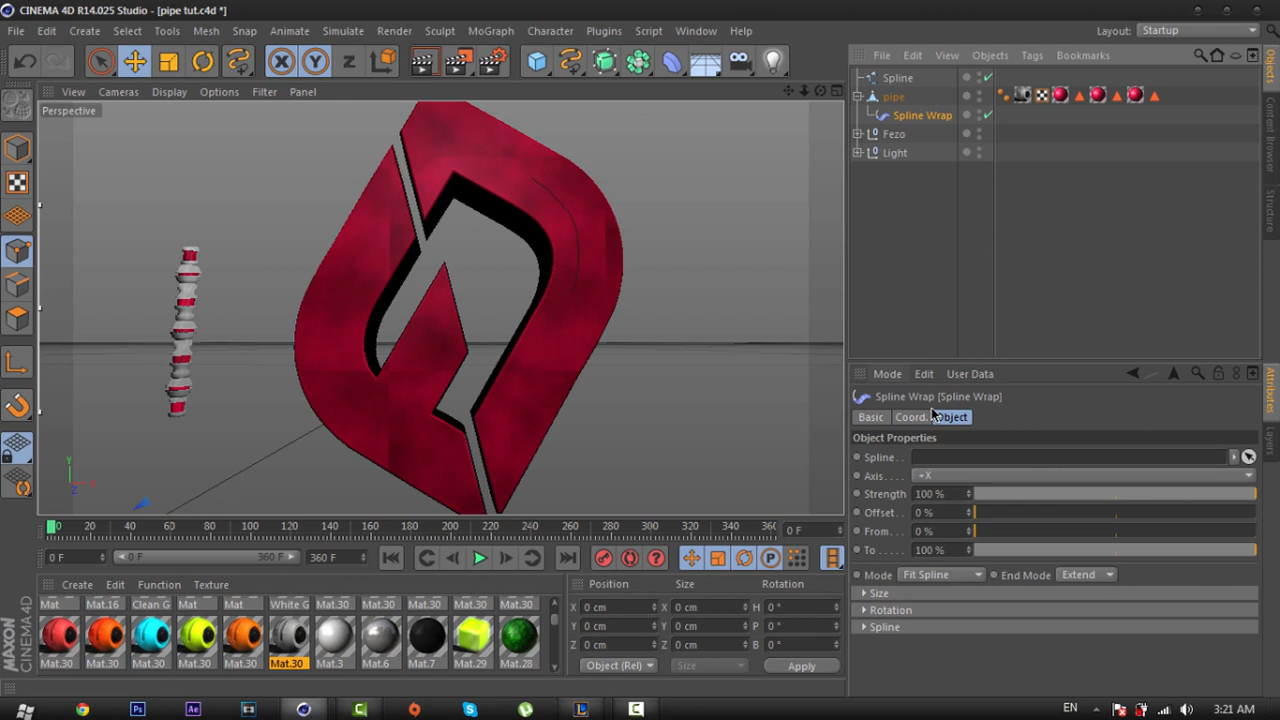 CINEMA 4D R14.025 Studio - [pipe tut.c4d *]
File Edit Create Select Tools Mesh Snap Animate Simulate Render Sculpt MoGraph Character Plugins Script Window Help Layout: Startup
X Y Z
File Edit View Objects Tags Bookmarks
Spline
pipe
Spline Wrap
Fezo
Light
View Cameras Display Options Filter Panel
Perspective
Y
X
Z
Mode Edit User Data
Spline Wrap [Spline Wrap]
Basic Coord. Object
Object Properties
Spline . .
Axis. . . . . +X
Strength 100 %
Offset . . 0 %
From. . . 0 %
To . . . . . 100 %
Mode Fit Spline End Mode Extend
Size
Rotation
Spline
Objects
Content Browser
Structure
Attributes
Layers
0 20 40 60 80 100 120 140 160 180 200 220 240 260 280 300 320 340 36 0 F
0 F 0 F 360 F 360 F
P
Create Edit Function Texture
Mat Mat.16 Clean G Mat Mat White G Mat.30 Mat.30 Mat.30 Mat.30 Mat.30
Mat.30 Mat.30 Mat.30 Mat.30 Mat.30 Mat.30 Mat.3 Mat.6 Mat.7 Mat.29 Mat.28
Position Size Rotation
X 0 cm X 0 cm H 0 °
Y 0 cm Y 0 cm P 0 °
Z 0 cm Z 0 cm B 0 °
Object (Rel) Size Apply
MAXON
CINEMA 4D
Ps Ae EN 3:21 AM